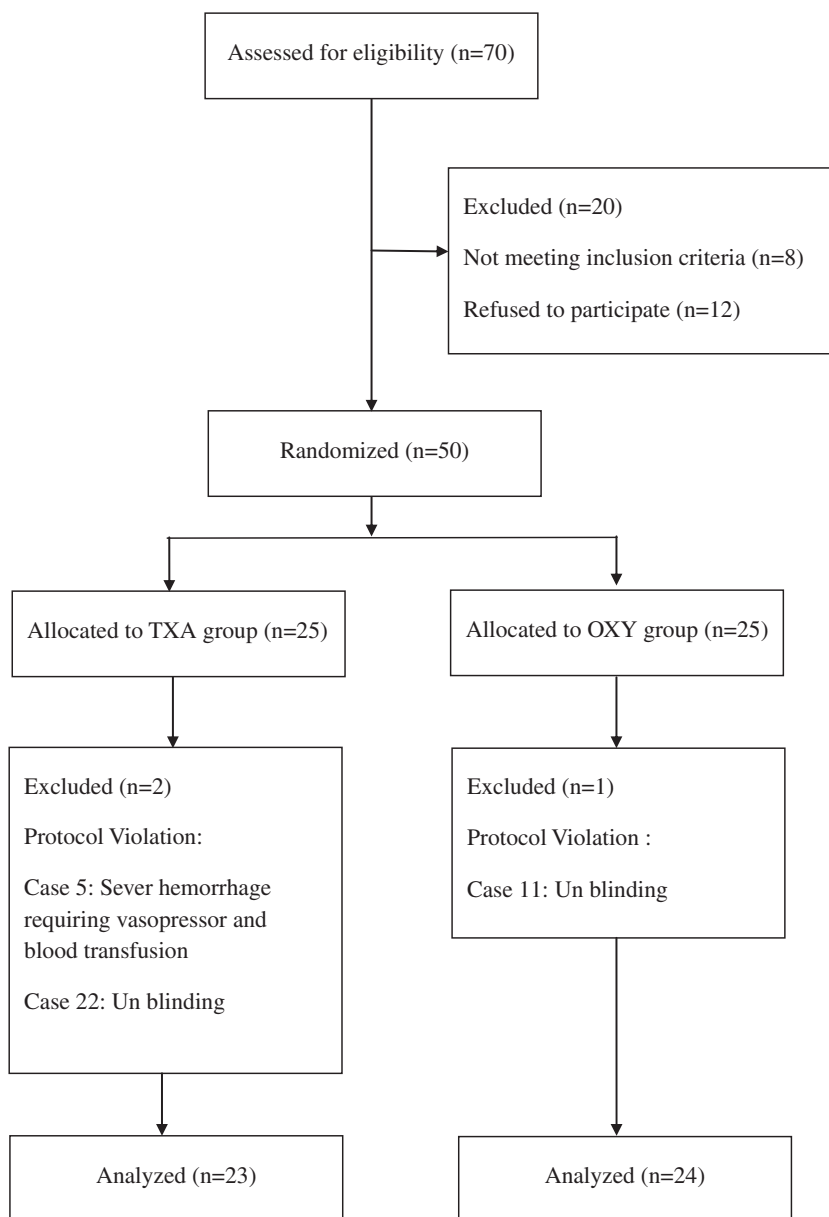 Assessed for eligibility (n=70)
Excluded (n=20)
Not meeting inclusion criteria (n=8)
Refused to participate (n=12)
Randomized (n=50)
Allocated to TXA group (n=25)
Allocated to OXY group (n=25)
Excluded (n=2)
Protocol Violation:
Case 5: Sever hemorrhage
requiring vasopressor and
blood transfusion
Case 22: Un blinding
Excluded (n=1)
Protocol Violation :
Case 11: Un blinding
Analyzed (n=23)
Analyzed (n=24)